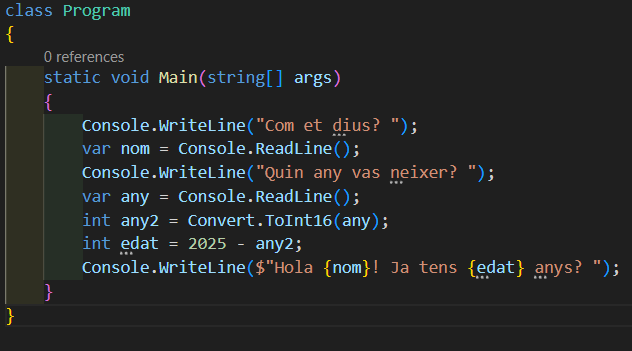 class Program
{
0 references
static void Main(string[] args)
{
Console.WriteLine("Com et dius? ");
var nom = Console.ReadLine();
Console.WriteLine("Quin any vas neixer? ");
var any = Console.ReadLine();
int any2 = Convert.ToInt16(any);
int edat = 2025 - any2;
Console.WriteLine($"Hola {nom}! Ja tens {edat} anys? ");
}
}